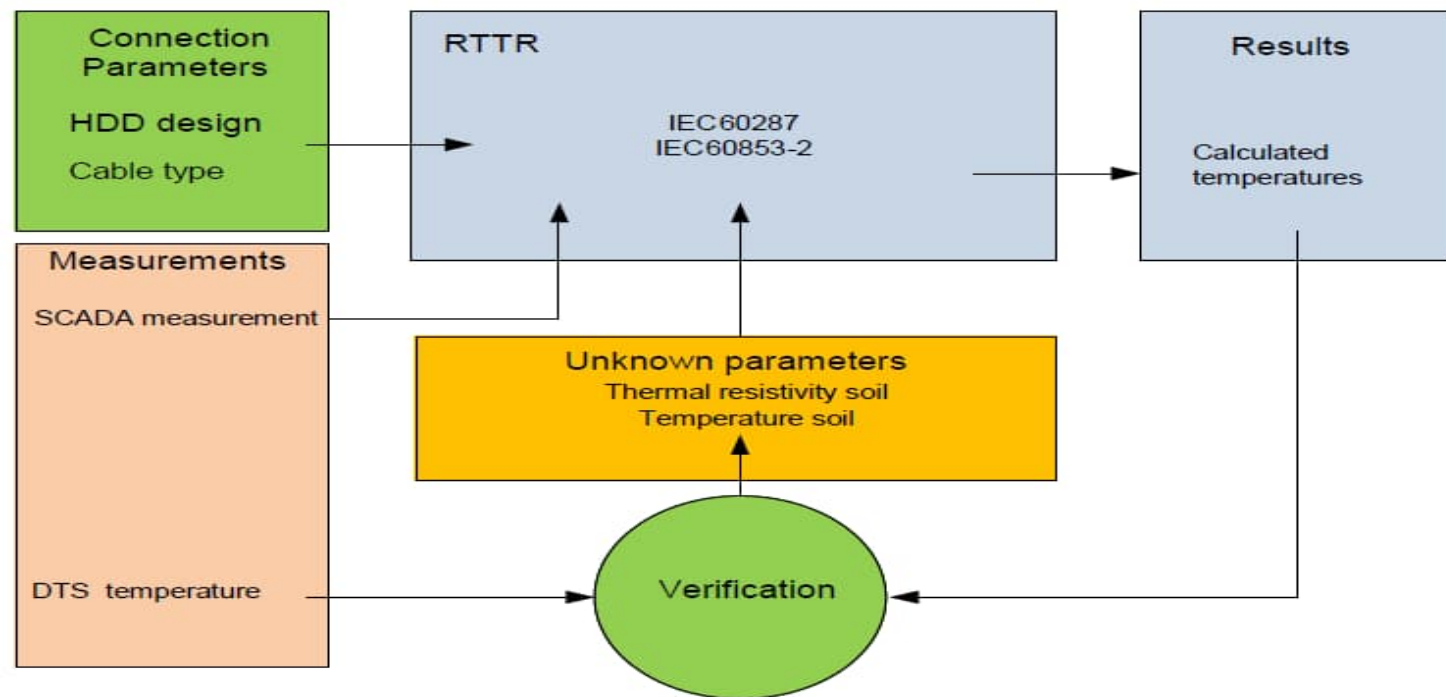 Connection
Parameters
HDD design
Cable type
RTTR
IEC60287
IEC60853-2
Results
Calculated
temperatures
Measurements
SCADA measurement
DTS temperature
Unknown parameters
Thermal resistivity soil
Temperature soil
Verification